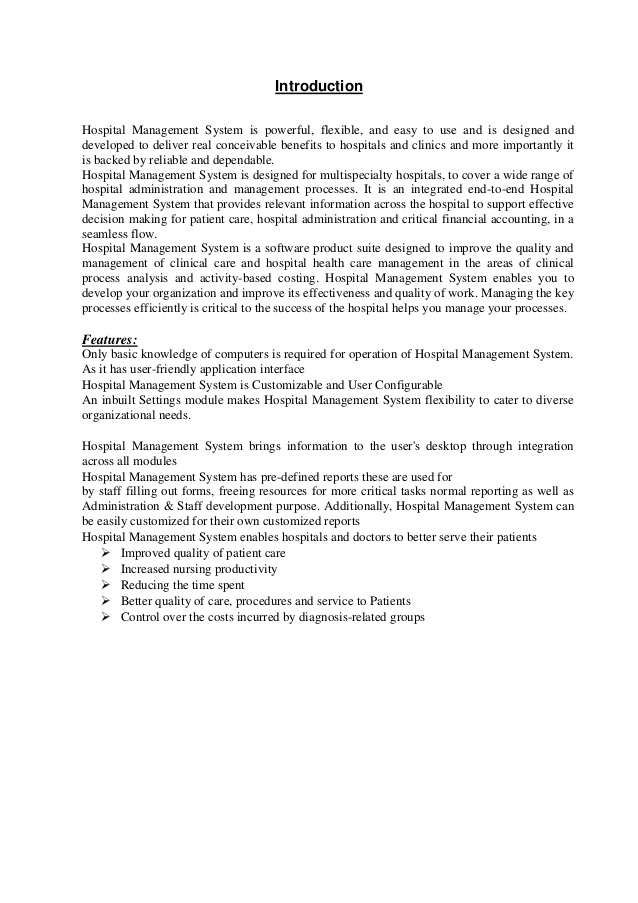 Introduction
Hospital Management System is powerful, flexible, and easy to use and is designed and
developed to deliver real conceivable benefits to hospitals and clinics and more importantly it
is backed by reliable and dependable.
Hospital Management System is designed for multispecialty hospitals, to cover a wide range of
hospital administration and management processes. It is an integrated end-to-end Hospital
Management System that provides relevant information across the hospital to support effective
decision making for patient care, hospital administration and critical financial accounting, in a
seamless flow.
Hospital Management System is a software product suite designed to improve the quality and
management of clinical care and hospital health care management in the areas of clinical
process analysis and activity-based costing. Hospital Management System enables you to
develop your organization and improve its effectiveness and quality of work. Managing the key
processes efficiently is critical to the success of the hospital helps you manage your processes.
Features:
Only basic knowledge of computers is required for operation of Hospital Management System.
As it has user-friendly application interface
Hospital Management System is Customizable and User Configurable
An inbuilt Settings module makes Hospital Management System flexibility to cater to diverse
organizational needs.
Hospital Management System brings information to the user's desktop through integration
across all modules
Hospital Management System has pre-defined reports these are used for
by staff filling out forms, freeing resources for more critical tasks normal reporting as well as
Administration & Staff development purpose. Additionally, Hospital Management System can
be easily customized for their own customized reports
Hospital Management System enables hospitals and doctors to better serve their patients
➢ Improved quality of patient care
➢ Increased nursing productivity
➢ Reducing the time spent
➢ Better quality of care, procedures and service to Patients
➢ Control over the costs incurred by diagnosis-related groups